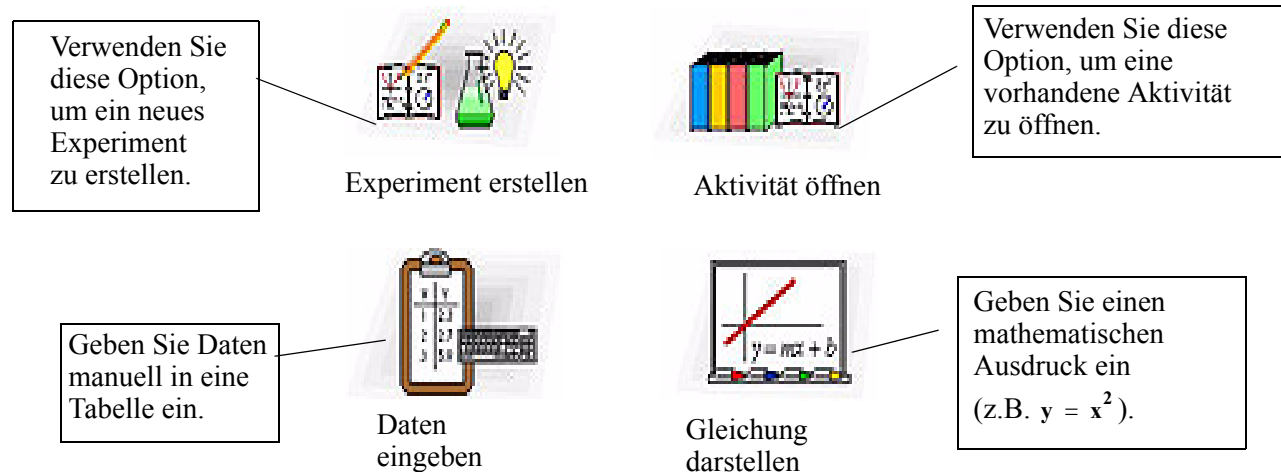 Verwenden Sie
diese Option,
um ein neues
Experiment
zu erstellen.
Experiment erstellen
Aktivität öffnen
Verwenden Sie diese
Option, um eine
vorhandene Aktivität
zu öffnen.
Geben Sie Daten
manuell in eine
Tabelle ein.
Daten
eingeben
y = mx + b
Gleichung
darstellen
Geben Sie einen
mathematischen
Ausdruck ein
(z.B. y = x²).